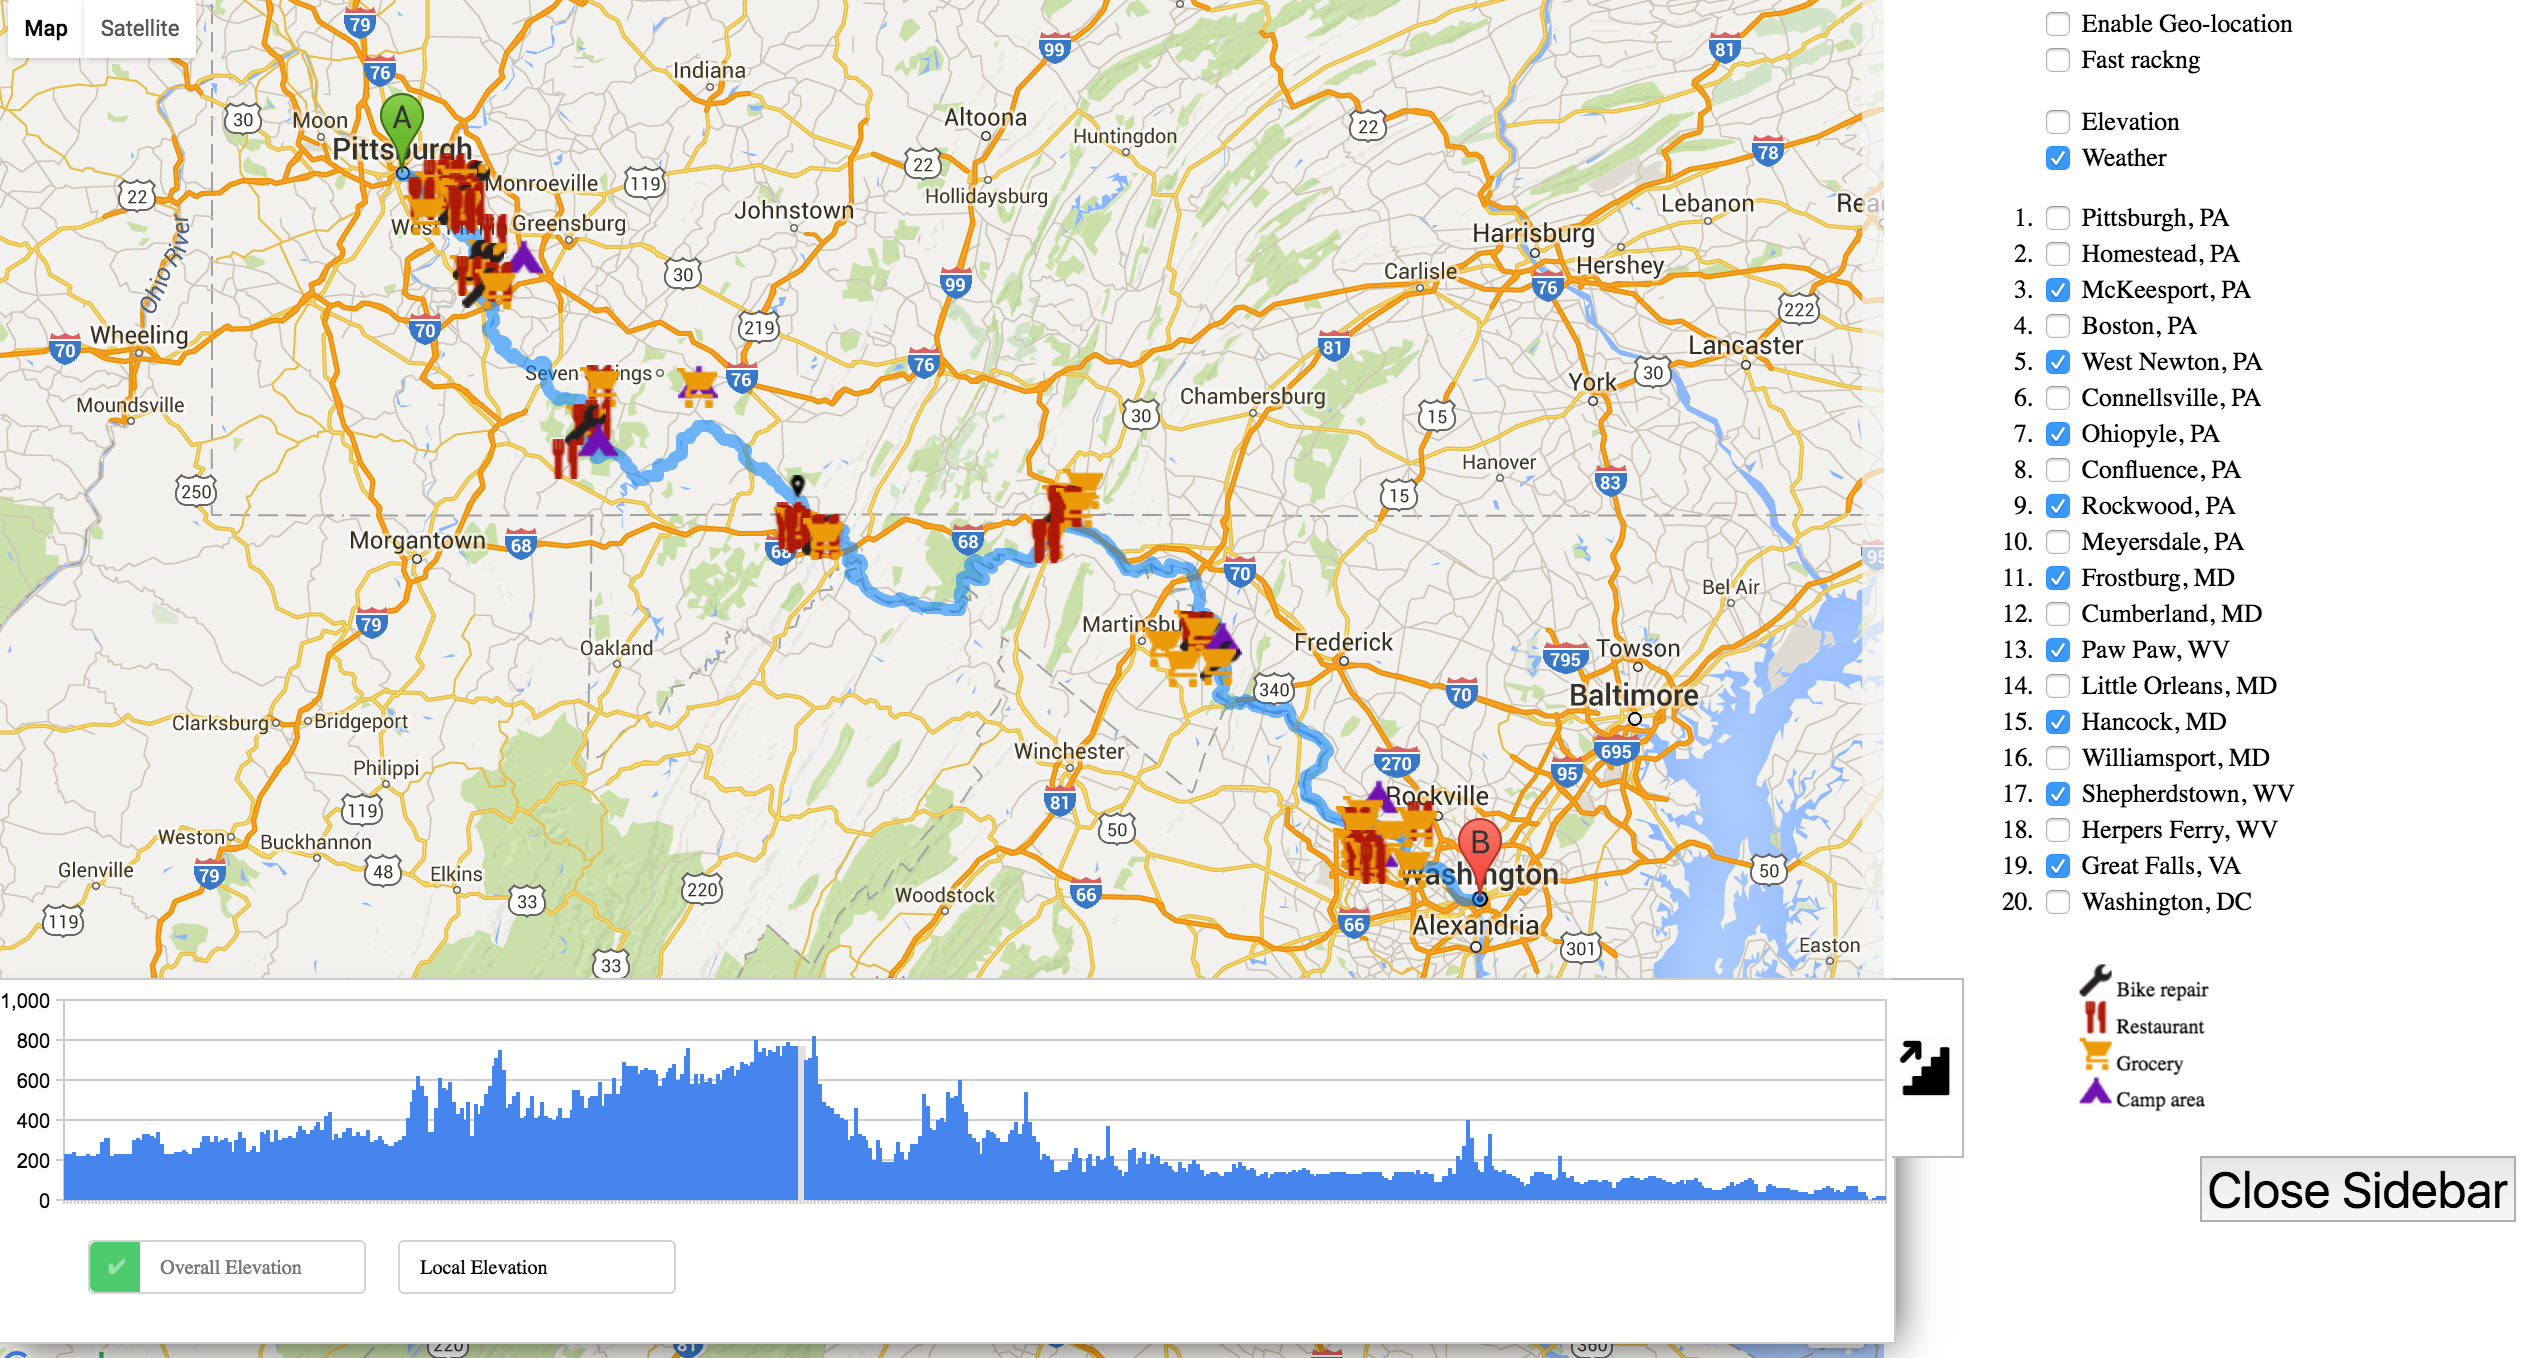 Map
Satellite
79
76
99
81
Indiana
Altoona
Huntingdon
30
Moon
22
78
Pittsburgh
A
Monroeville
119
22
Hollidaysburg
22
Johnstown
Lebanon
Rea
Greensburg
Harrisburg
Hershey
Ohio River
30
99
Carlisle
76
222
Wheeling
70
70
219
76
76
81
Lancaster
Seven Springs
30
York
Chambersburg
Moundsville
30
15
Hanover
83
250
15
Morgantown
68
68
68
95
70
Bel Air
79
Martinsbu
Frederick
Oakland
795
Towson
340
70
Baltimore
Clarksburg
Bridgeport
Winchester
695
Philippi
270
95
119
81
Rockville
Weston
Buckhannon
50
B
Glenville
79
48
Elkins
33
220
Woodstock
66
Washington
50
119
66
Alexandria
301
Easton
33
1,000
800
600
400
200
0
Overall Elevation
Local Elevation
220
81
360
Enable Geo-location
Fast rackng
Elevation
Weather
1. Pittsburgh, PA
2. Homestead, PA
3. McKeesport, PA
4. Boston, PA
5. West Newton, PA
6. Connellsville, PA
7. Ohiopyle, PA
8. Confluence, PA
9. Rockwood, PA
10. Meyersdale, PA
11. Frostburg, MD
12. Cumberland, MD
13. Paw Paw, WV
14. Little Orleans, MD
15. Hancock, MD
16. Williamsport, MD
17. Shepherdstown, WV
18. Herpers Ferry, WV
19. Great Falls, VA
20. Washington, DC
Bike repair
Restaurant
Grocery
Camp area
Close Sidebar